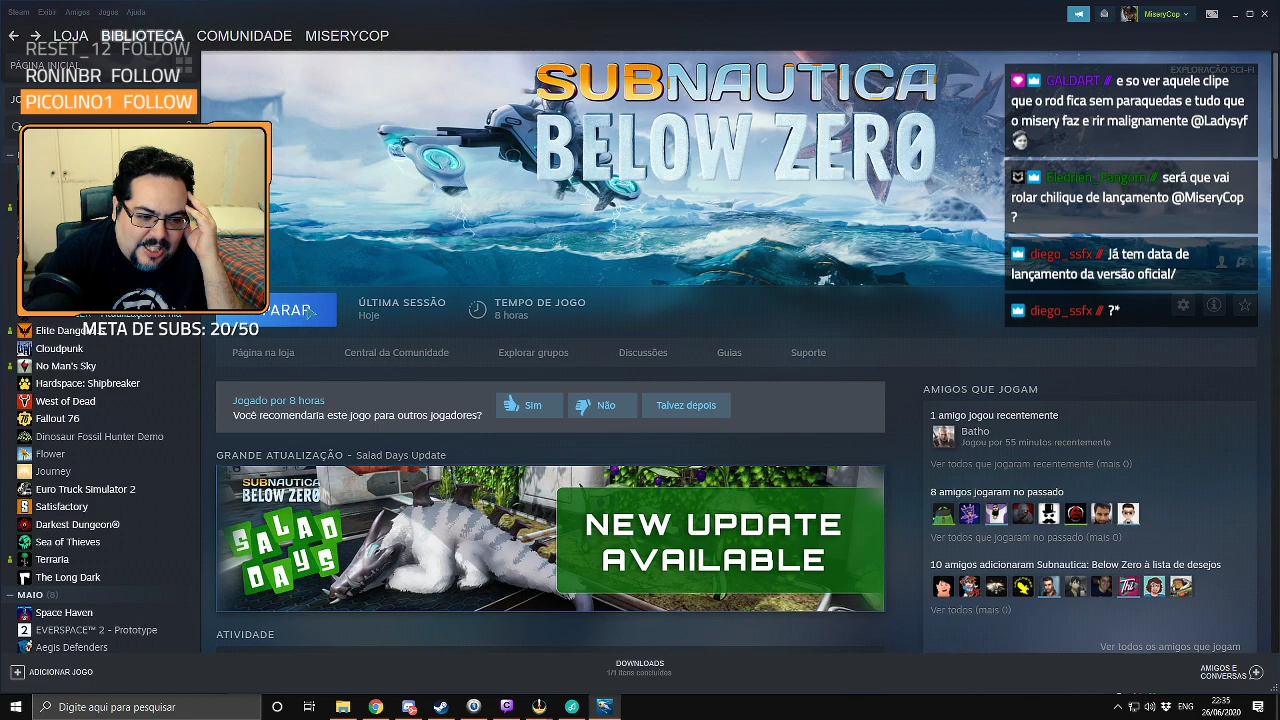 Steam Exibir Amigos Jogos Ajuda
MiseryCop
LOJA BIBLIOTECA COMUNIDADE MISERYCOP
RESET_12 FOLLOW
PÁGINA INICIAL
R0NINBR FOLLOW
PICOLINO1 FOLLOW
META DE SUBS: 20/50
Elite Dang
Cloudpunk
No Man's Sky
Hardspace: Shipbreaker
West of Dead
Fallout 76
Dinosaur Fossil Hunter Demo
Flower
Journey
Euro Truck Simulator 2
Satisfactory
Darkest Dungeon®
Sea of Thieves
Terraria
The Long Dark
MAIO (8)
Space Haven
EVERSPACE™ 2 - Prototype
Aegis Defenders
SUBNAUTICA
BELOW ZERO
EXPLORAÇÃO SCI-FI
GALDART // e so ver aquele clipe
que o rod fica sem paraquedas e tudo que
o misery faz e rir malignamente @Ladysyf
Eledrien_Fangorn // será que vai
rolar chilique de lançamento @MiseryCop
?
diego_ssfx // Já tem data de
lançamento da versão oficial/
diego_ssfx // ?*
PARAR
ÚLTIMA SESSÃO
Hoje
TEMPO DE JOGO
8 horas
Página na loja Central da Comunidade Explorar grupos Discussões Guias Suporte
Jogado por 8 horas
Você recomendaria este jogo para outros jogadores?
Sim Não Talvez depois
GRANDE ATUALIZAÇÃO - Salad Days Update
SUBNAUTICA
BELOW ZERO
SALAD
DAYS
NEW UPDATE
AVAILABLE
ATIVIDADE
AMIGOS QUE JOGAM
1 amigo jogou recentemente
Batho
Jogou por 55 minutos recentemente
Ver todos que jogaram recentemente (mais 0)
8 amigos jogaram no passado
Ver todos que jogaram no passado (mais 0)
10 amigos adicionaram Subnautica: Below Zero à lista de desejos
Ver todos (mais 0)
Ver todos os amigos que jogam
ADICIONAR JOGO
DOWNLOADS
1/1 itens concluídos
AMIGOS E
CONVERSAS
Digite aqui para pesquisar
ENG
22:35
26/06/2020